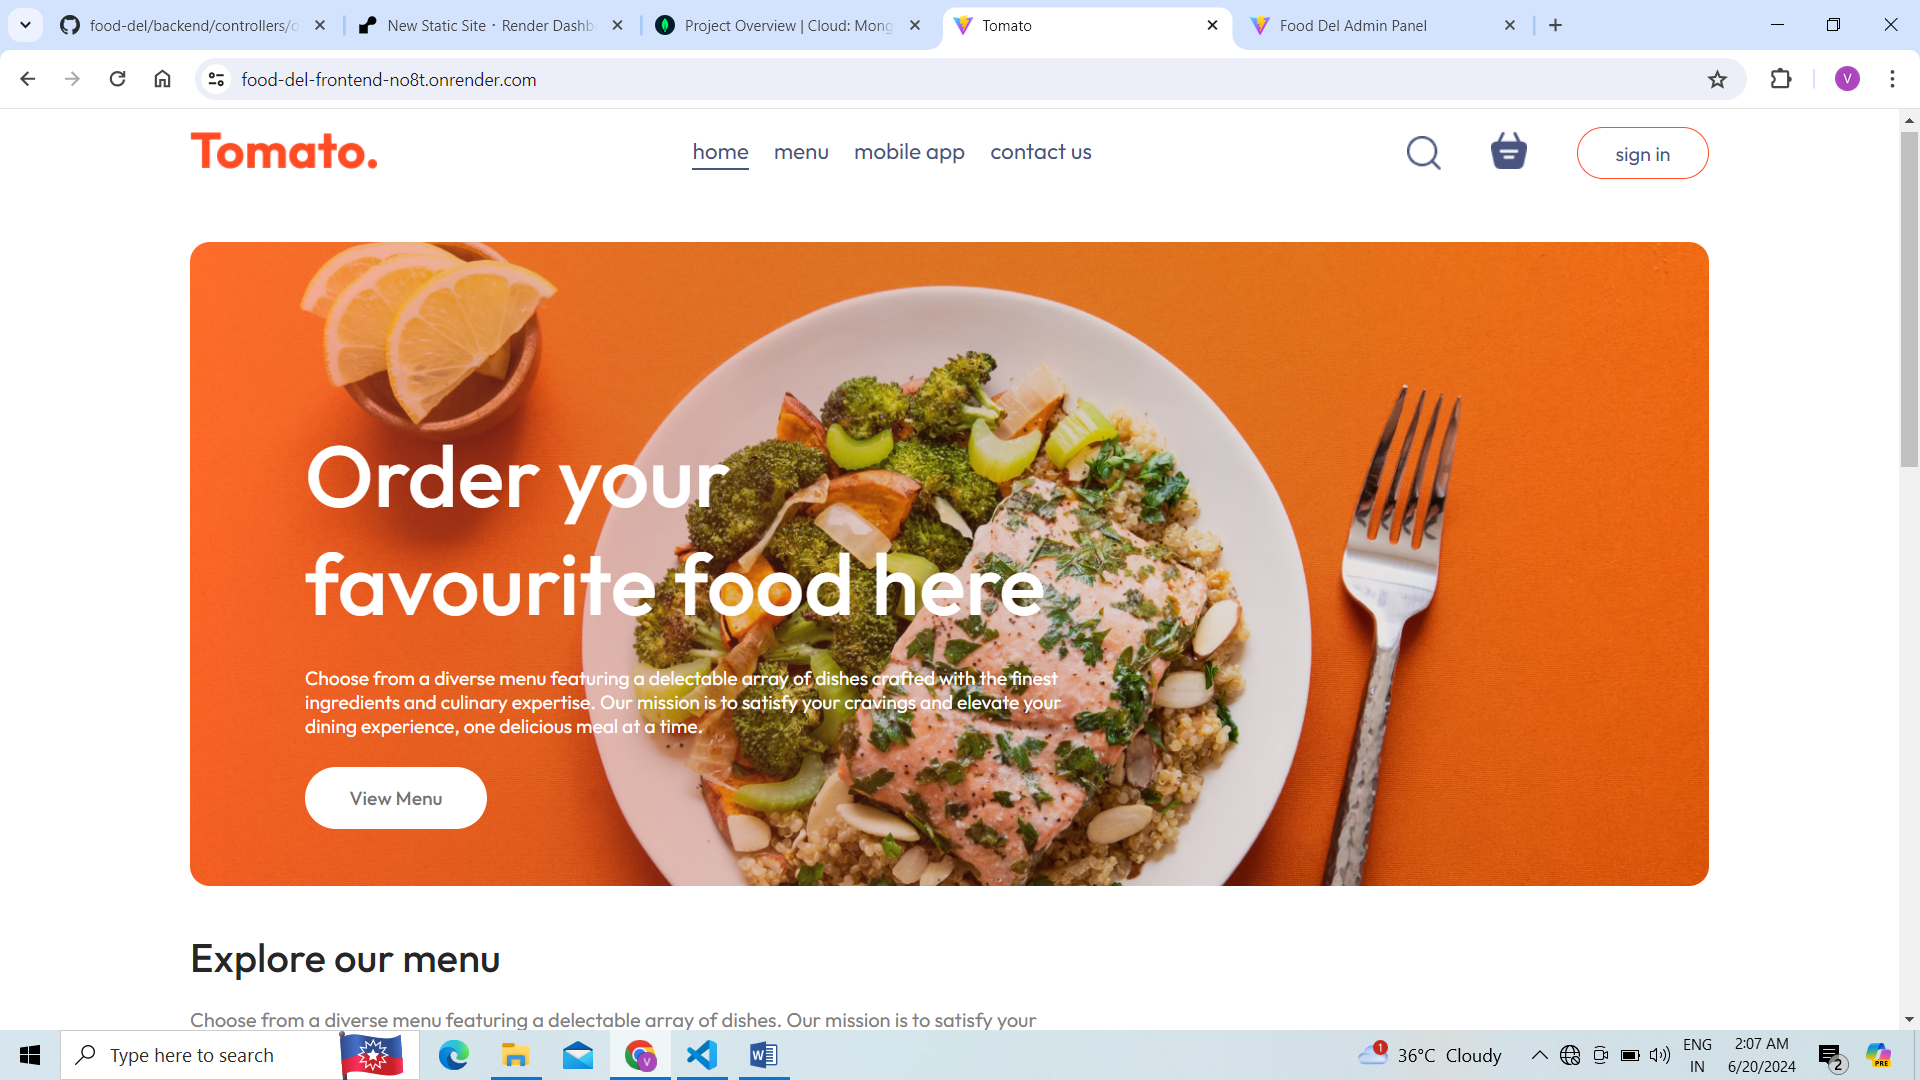 food-del/backend/controllers/o
New Static Site · Render Dashb
Project Overview | Cloud: Mong
Tomato
Food Del Admin Panel
food-del-frontend-no8t.onrender.com
V
Tomato.
home
menu
mobile app
contact us
sign in
Order your
favourite food here
Choose from a diverse menu featuring a delectable array of dishes crafted with the finest
ingredients and culinary expertise. Our mission is to satisfy your cravings and elevate your
dining experience, one delicious meal at a time.
View Menu
Explore our menu
Choose from a diverse menu featuring a delectable array of dishes. Our mission is to satisfy your
Type here to search
V
1
36°C Cloudy
ENG
IN
2:07 AM
6/20/2024
2
PRE